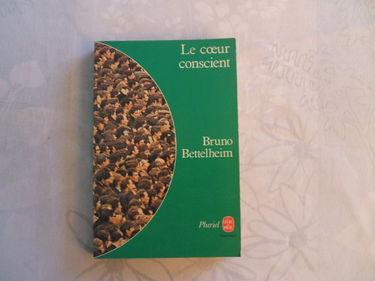 Le cœur
conscient
Bruno
Bettelheim
Pluriel